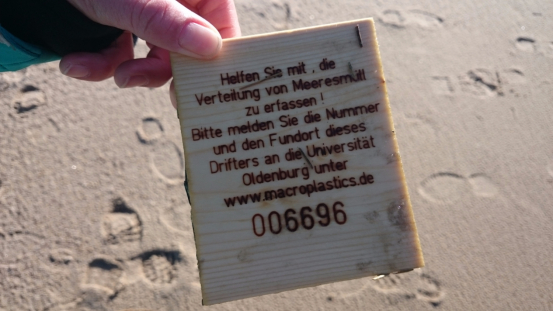 Helfen Sie mit , die
Verteilung von Meeresmüll
zu erfassen !
Bitte melden Sie die Nummer
und den Fundort dieses
Drifters an die Universität
Oldenburg unter
www.macroplastics.de
006696